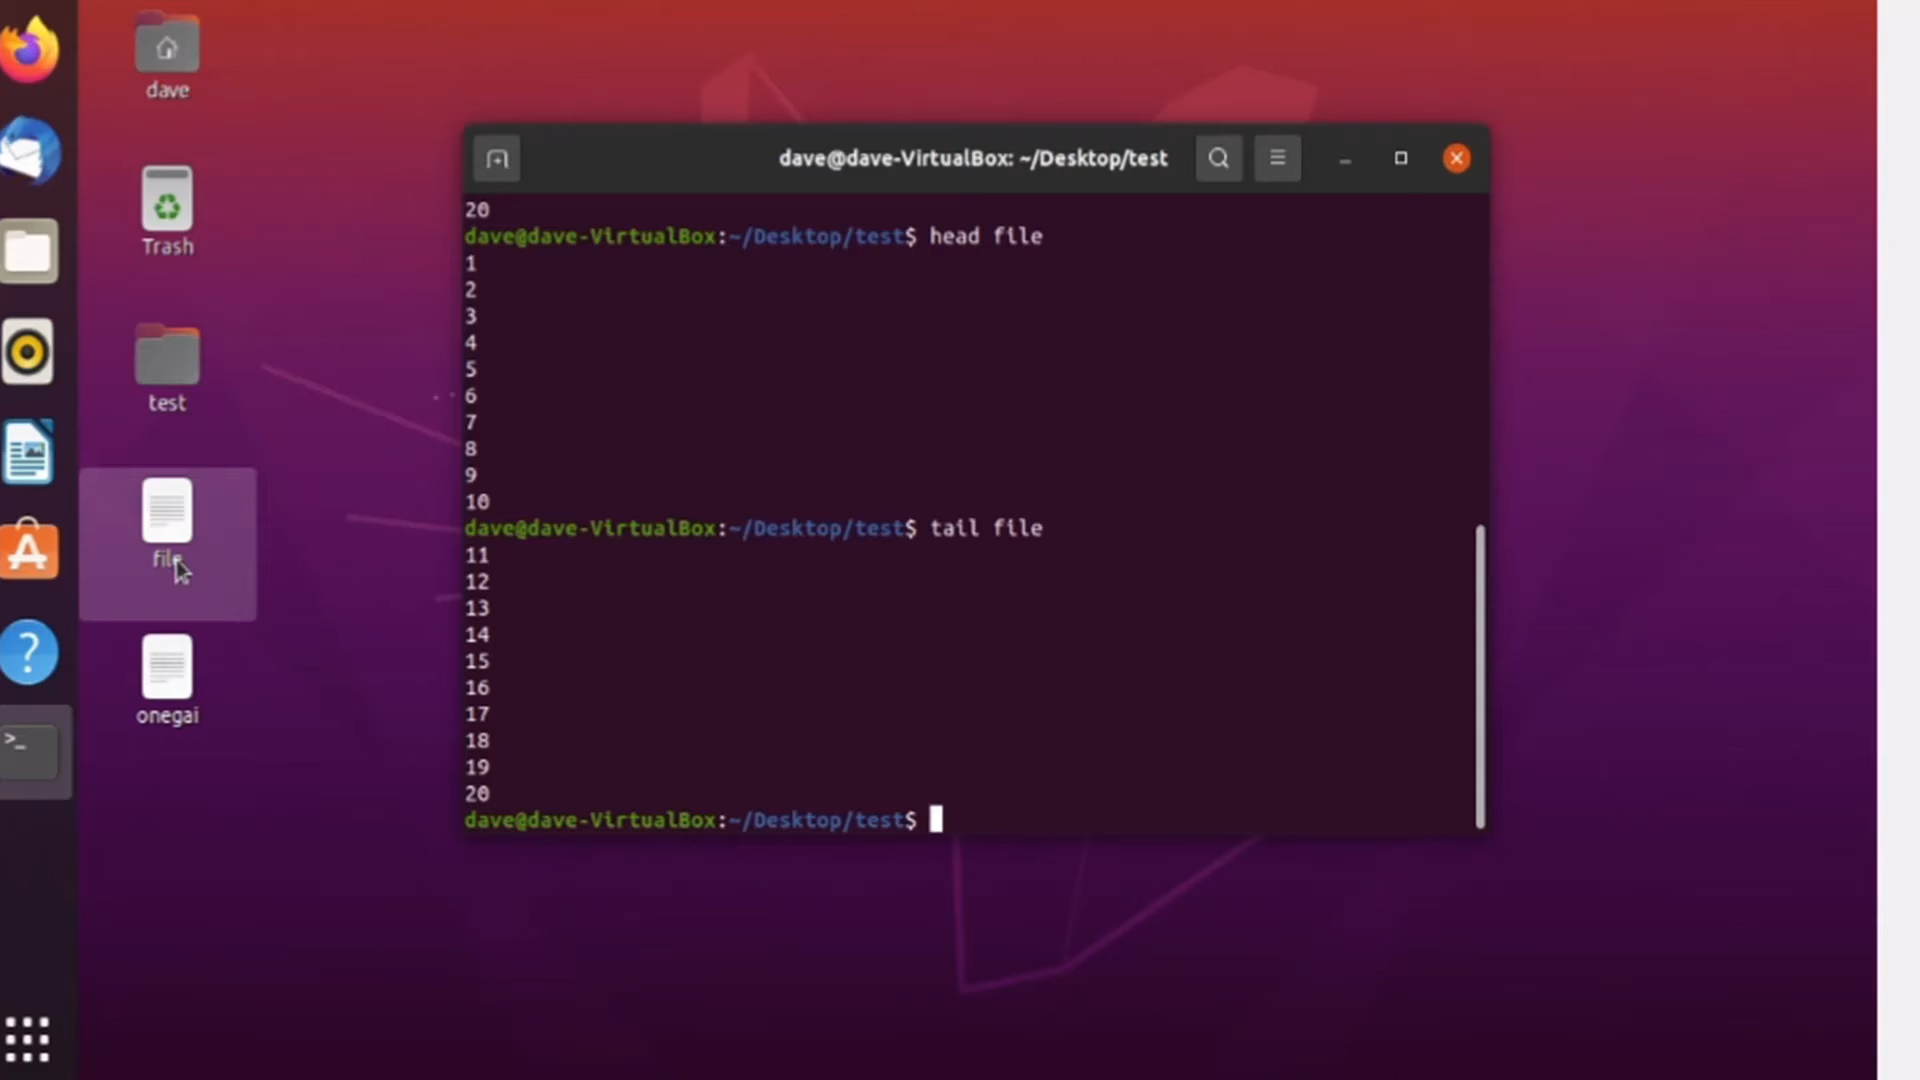 dave
Trash
test
file
onegai
dave@dave-VirtualBox: ~/Desktop/test
20
dave@dave-VirtualBox:~/Desktop/test$ head file
1
2
3
4
5
6
7
8
9
10
dave@dave-VirtualBox:~/Desktop/test$ tail file
11
12
13
14
15
16
17
18
19
20
dave@dave-VirtualBox:~/Desktop/test$